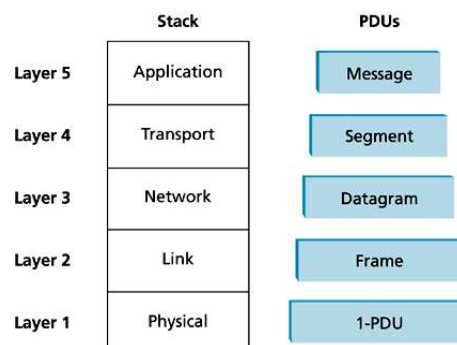 Stack PDUs
Layer 5 Application Message
Layer 4 Transport Segment
Layer 3 Network Datagram
Layer 2 Link Frame
Layer 1 Physical 1-PDU